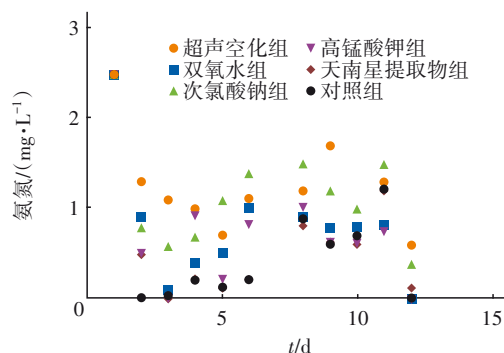 3
2
1
0
氨氮/(mg·L⁻¹)
超声空化组 高锰酸钾组
双氧水组 天南星提取物组
次氯酸钠组 对照组
0 5 10 15
t/d